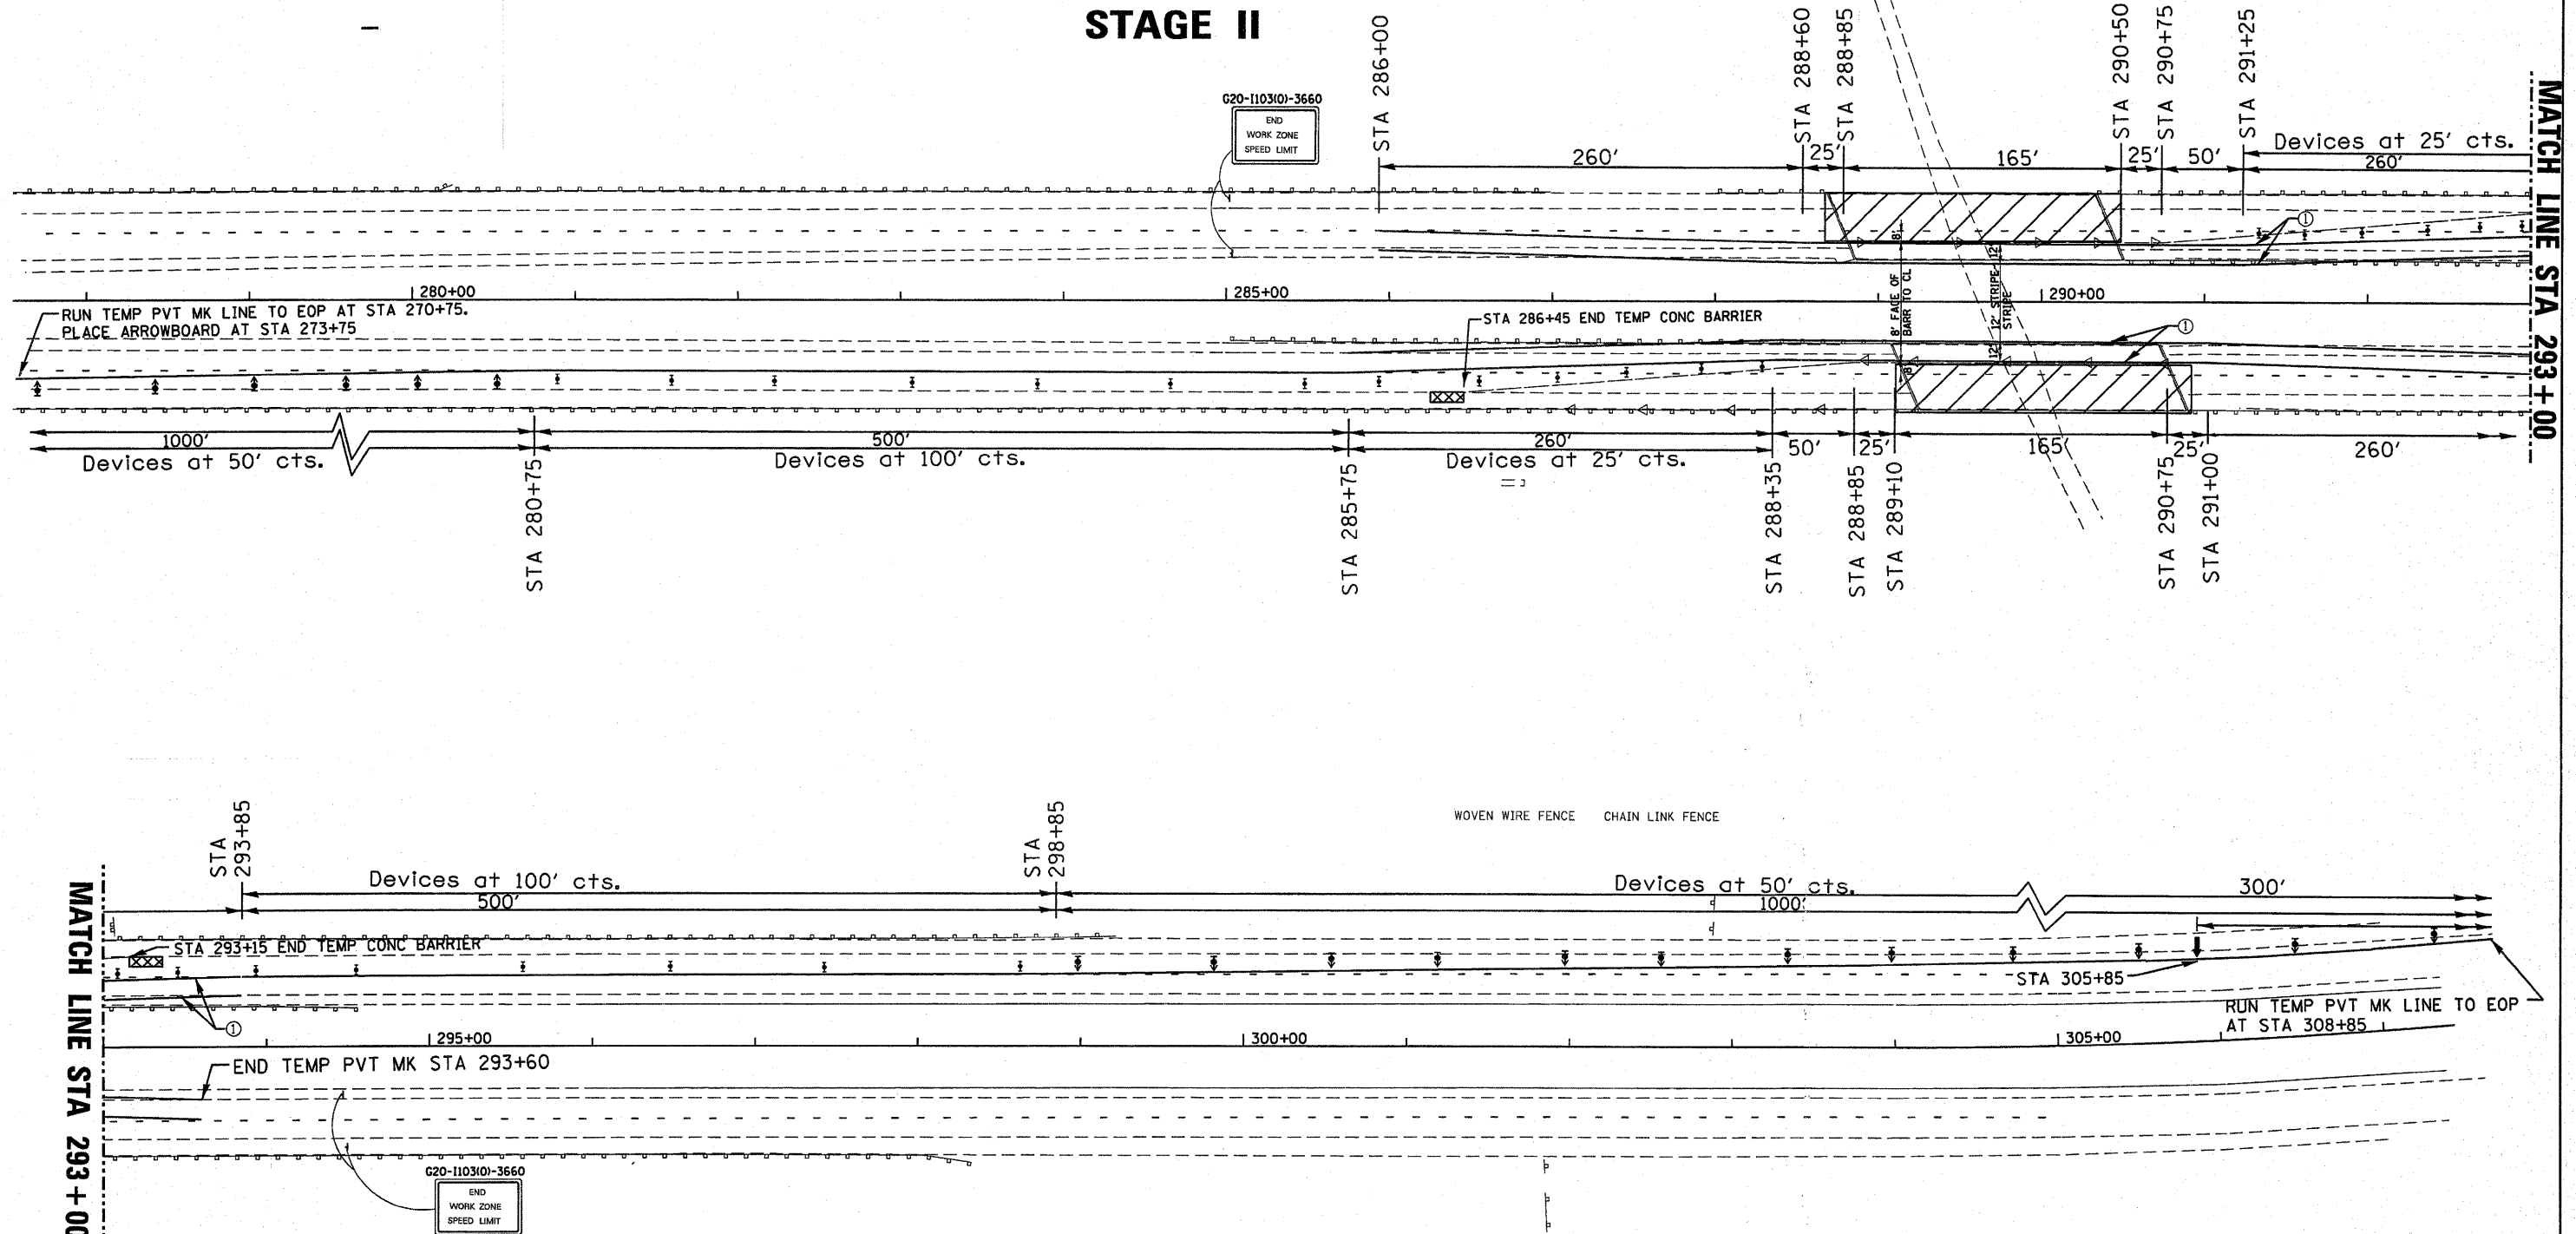 STAGE II
STA 286+00
STA 288+60
STA 288+85
STA 290+50
STA 290+75
STA 291+25
G20-I103(O)-3660
END
WORK ZONE
SPEED LIMIT
260'
25'
165'
25'
50'
Devices at 25' cts.
260'
MATCH LINE STA 293+00
①
8'
12'
280+00
285+00
290+00
RUN TEMP PVT MK LINE TO EOP AT STA 270+75.
PLACE ARROWBOARD AT STA 273+75
STA 286+45 END TEMP CONC BARRIER
8' FACE OF
BARR TO CL
12' STRIPE
STRIPE
①
12'
8'
1000'
Devices at 50' cts.
500'
Devices at 100' cts.
260'
Devices at 25' cts.
50'
25'
165'
25'
260'
STA 280+75
STA 285+75
STA 288+35
STA 288+85
STA 289+10
STA 290+75
STA 291+00
STA
293+85
STA
298+85
WOVEN WIRE FENCE CHAIN LINK FENCE
Devices at 100' cts.
500'
Devices at 50' cts.
1000'
300'
MATCH LINE STA 293+00
STA 293+15 END TEMP CONC BARRIER
STA 305+85
RUN TEMP PVT MK LINE TO EOP
AT STA 308+85
①
295+00
300+00
305+00
END TEMP PVT MK STA 293+60
G20-I103(O)-3660
END
WORK ZONE
SPEED LIMIT